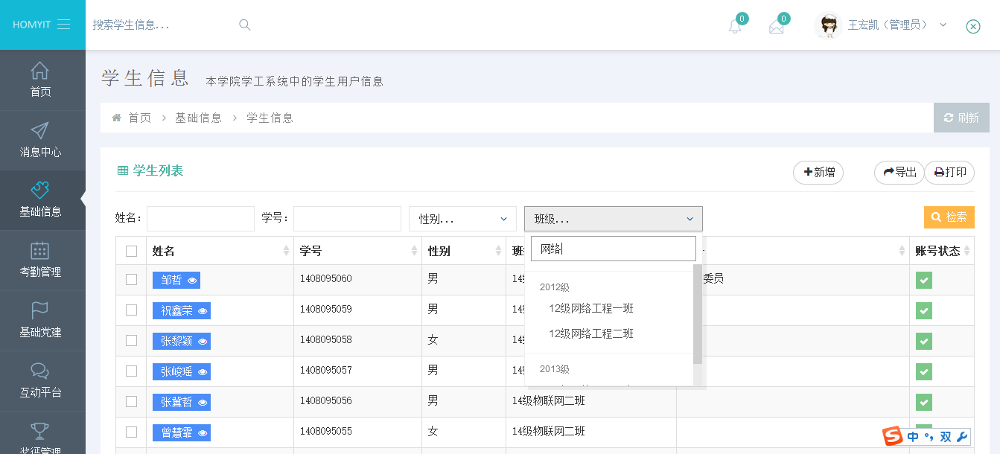 HOMYIT
搜索学生信息...
0
0
王宏凯（管理员）
首页
消息中心
基础信息
考勤管理
基础党建
互动平台
奖征管理
学生信息 本学院学工系统中的学生用户信息
首页 > 基础信息 > 学生信息
刷新
学生列表
新增
导出
打印
姓名：
学号：
性别...
班级...
检索
网络
2012级
12级网络工程一班
12级网络工程二班
2013级
姓名 学号 性别 班 账号状态
邹哲 1408095060 男 14 委员
祝鑫荣 1408095059 男 14
张黎颖 1408095058 女 14
张峻瑶 1408095057 男 14
张冀哲 1408095056 男 14级物联网二班
曾慧霏 1408095055 女 14级物联网二班
S 中 °, 双